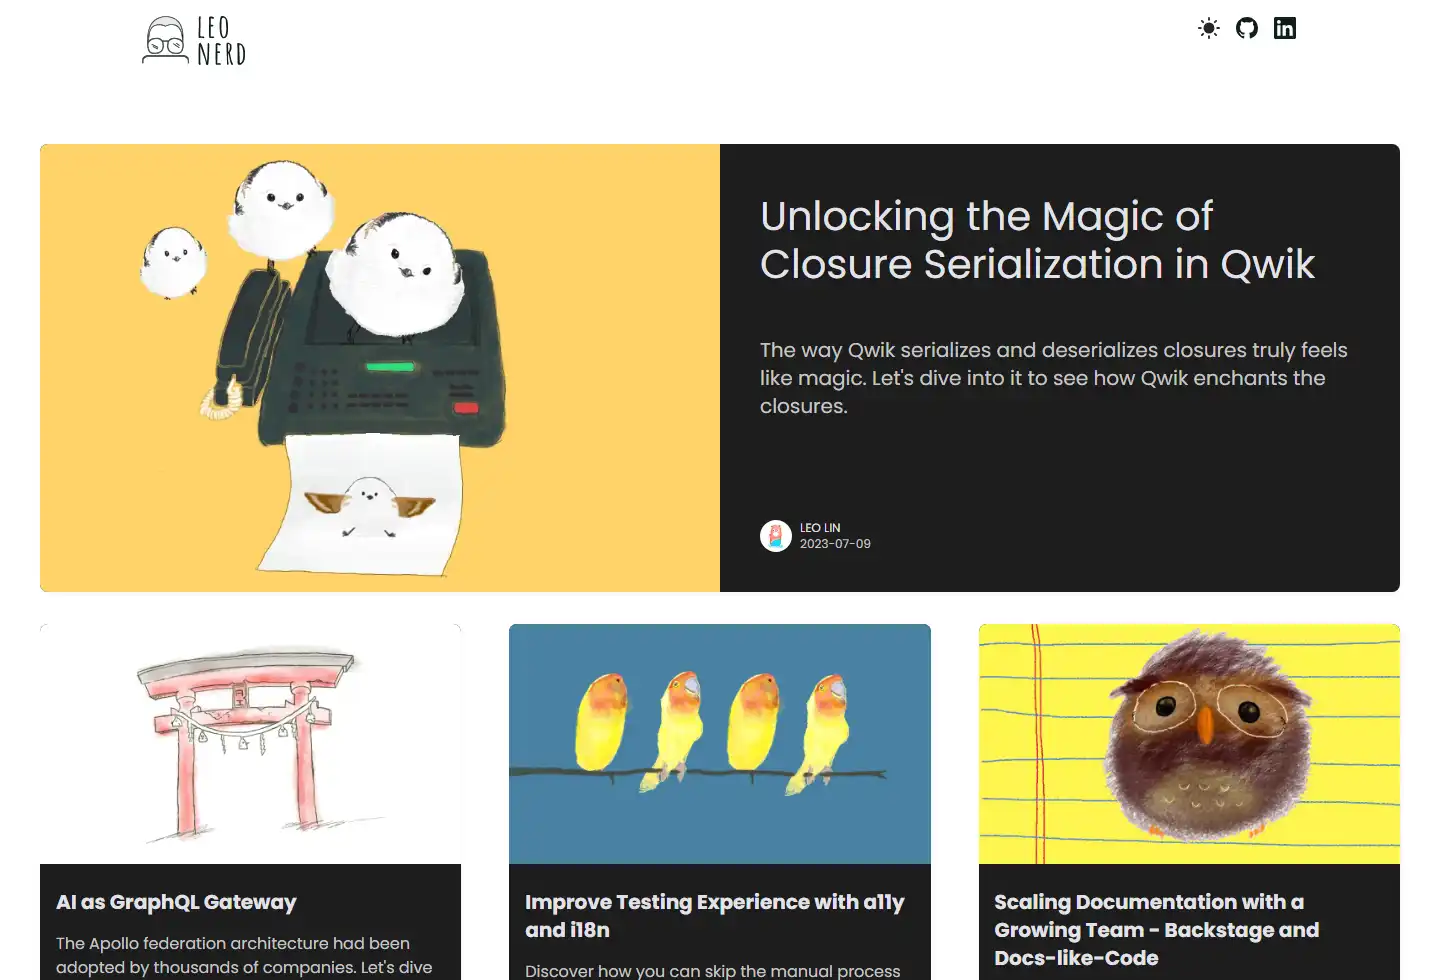 LEO
NERD
Unlocking the Magic of
Closure Serialization in Qwik
The way Qwik serializes and deserializes closures truly feels
like magic. Let's dive into it to see how Qwik enchants the
closures.
LEO LIN
2023-07-09
AI as GraphQL Gateway
The Apollo federation architecture had been
adopted by thousands of companies. Let's dive
Improve Testing Experience with a11y
and i18n
Discover how you can skip the manual process
Scaling Documentation with a
Growing Team - Backstage and
Docs-like-Code